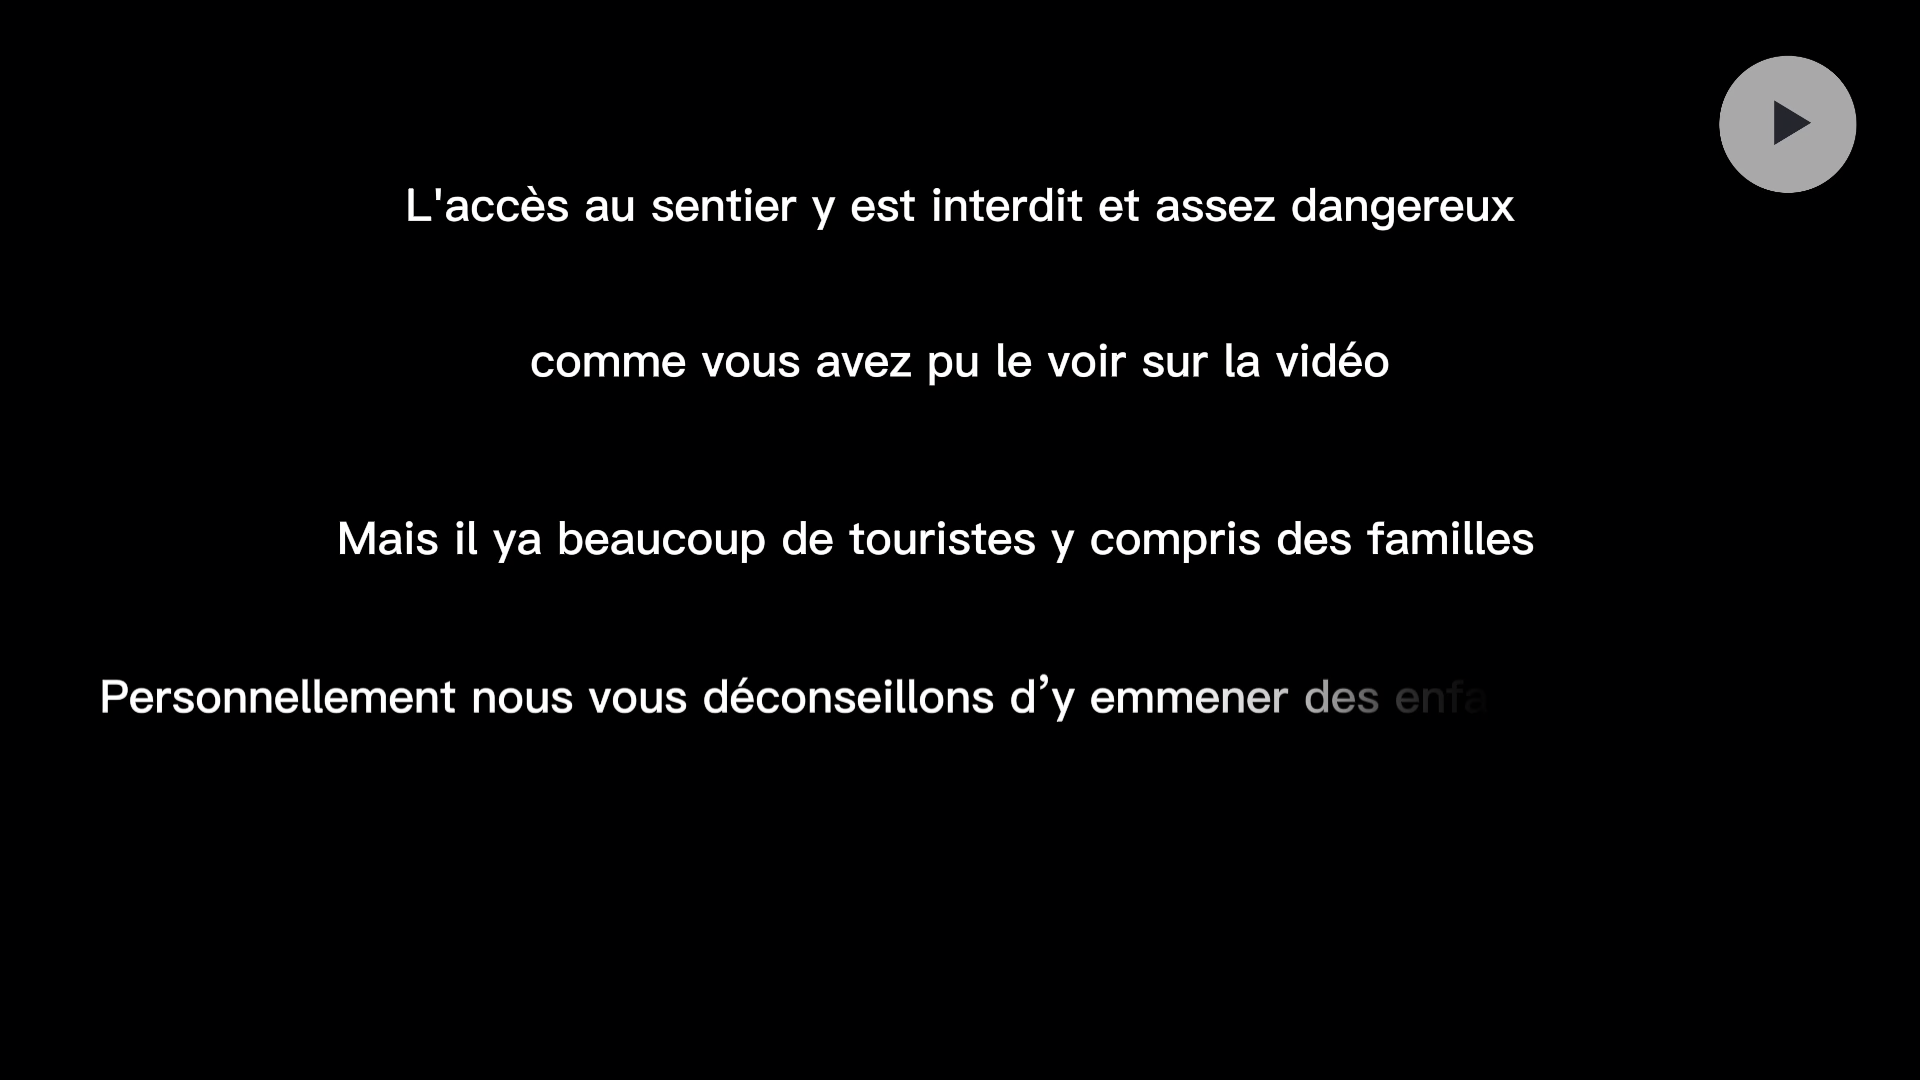 L'accès au sentier y est interdit et assez dangereux
comme vous avez pu le voir sur la vidéo
Mais il ya beaucoup de touristes y compris des familles
Personnellement nous vous déconseillons d’y emmener des enfa